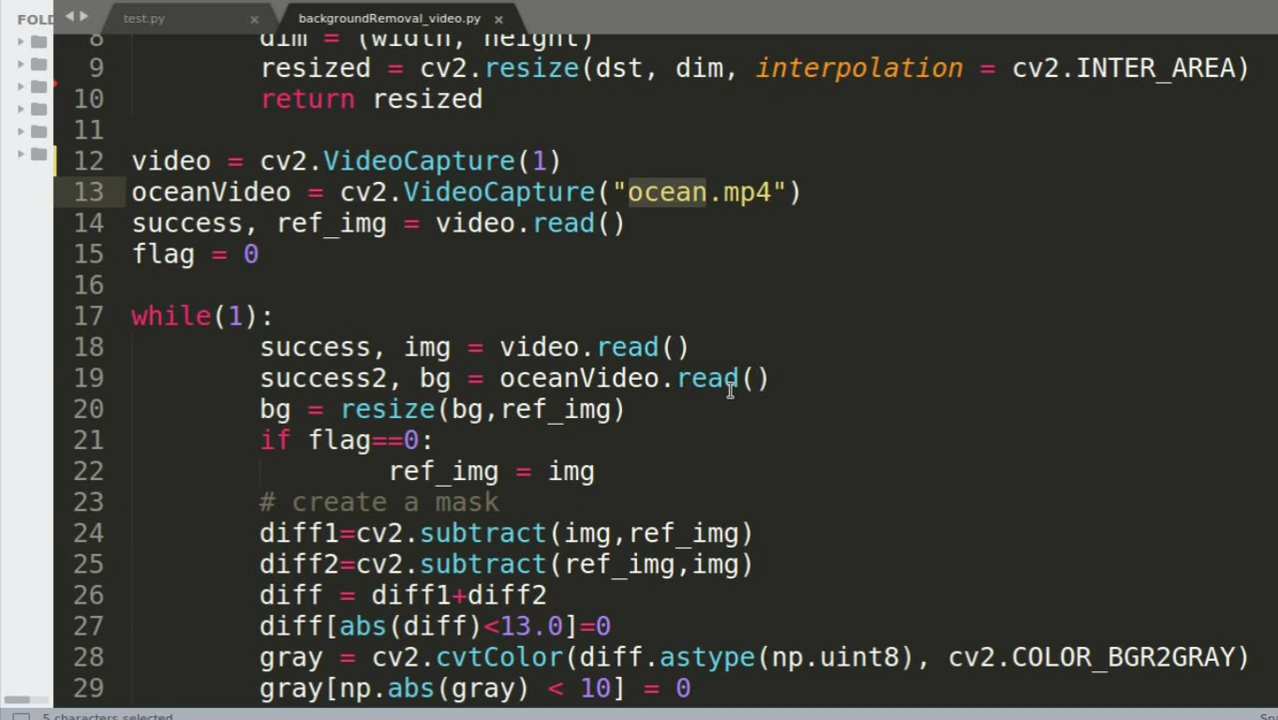 FOLD
test.py ×
backgroundRemoval_video.py ×
8 dim = (width, height)
9 resized = cv2.resize(dst, dim, interpolation = cv2.INTER_AREA)
10 return resized
11
12 video = cv2.VideoCapture(1)
13 oceanVideo = cv2.VideoCapture("ocean.mp4")
14 success, ref_img = video.read()
15 flag = 0
16
17 while(1):
18 success, img = video.read()
19 success2, bg = oceanVideo.read()
20 bg = resize(bg,ref_img)
21 if flag==0:
22 ref_img = img
23 # create a mask
24 diff1=cv2.subtract(img,ref_img)
25 diff2=cv2.subtract(ref_img,img)
26 diff = diff1+diff2
27 diff[abs(diff)<13.0]=0
28 gray = cv2.cvtColor(diff.astype(np.uint8), cv2.COLOR_BGR2GRAY)
29 gray[np.abs(gray) < 10] = 0
5 characters selected